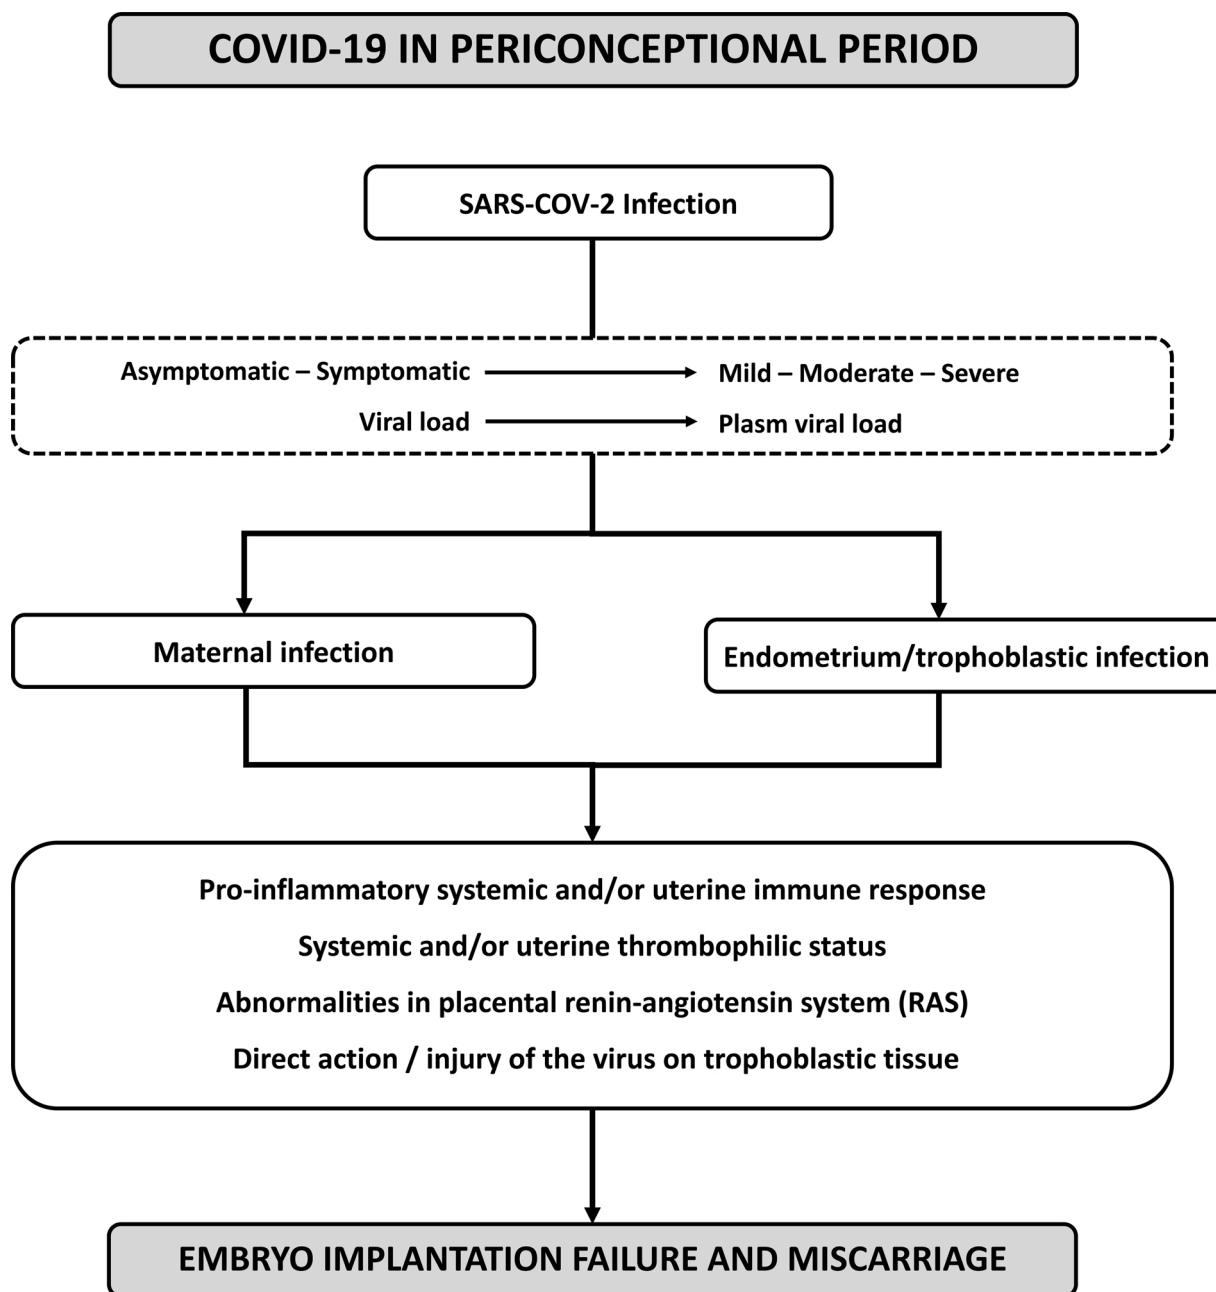 COVID-19 IN PERICONCEPTIONAL PERIOD
SARS-COV-2 Infection
Asymptomatic – Symptomatic
Mild – Moderate – Severe
Viral load
Plasm viral load
Maternal infection
Endometrium/trophoblastic infection
Pro-inflammatory systemic and/or uterine immune response
Systemic and/or uterine thrombophilic status
Abnormalities in placental renin-angiotensin system (RAS)
Direct action / injury of the virus on trophoblastic tissue
EMBRYO IMPLANTATION FAILURE AND MISCARRIAGE